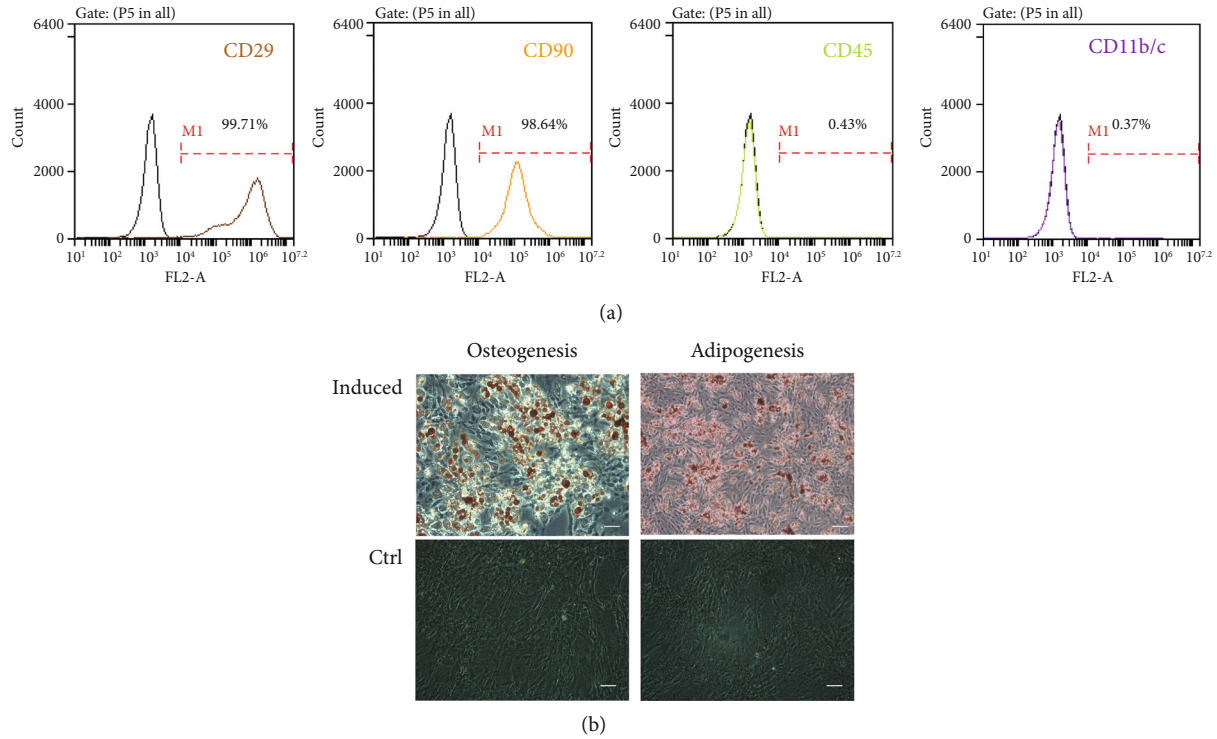 Gate: (P5 in all)
6400
4000
2000
0
Count
CD29
M1
99.71%
10¹ 10² 10³ 10⁴ 10⁵ 10⁶ 10⁷·²
FL2-A
Gate: (P5 in all)
6400
4000
2000
0
Count
CD90
M1
98.64%
10¹ 10² 10³ 10⁴ 10⁵ 10⁶ 10⁷·²
FL2-A
Gate: (P5 in all)
6400
4000
2000
0
Count
CD45
M1
0.43%
10¹ 10² 10³ 10⁴ 10⁵ 10⁶ 10⁷·²
FL2-A
Gate: (P5 in all)
6400
4000
2000
0
Count
CD11b/c
M1
0.37%
10¹ 10² 10³ 10⁴ 10⁵ 10⁶ 10⁷·²
FL2-A
(a)
Osteogenesis
Adipogenesis
Induced
Ctrl
(b)